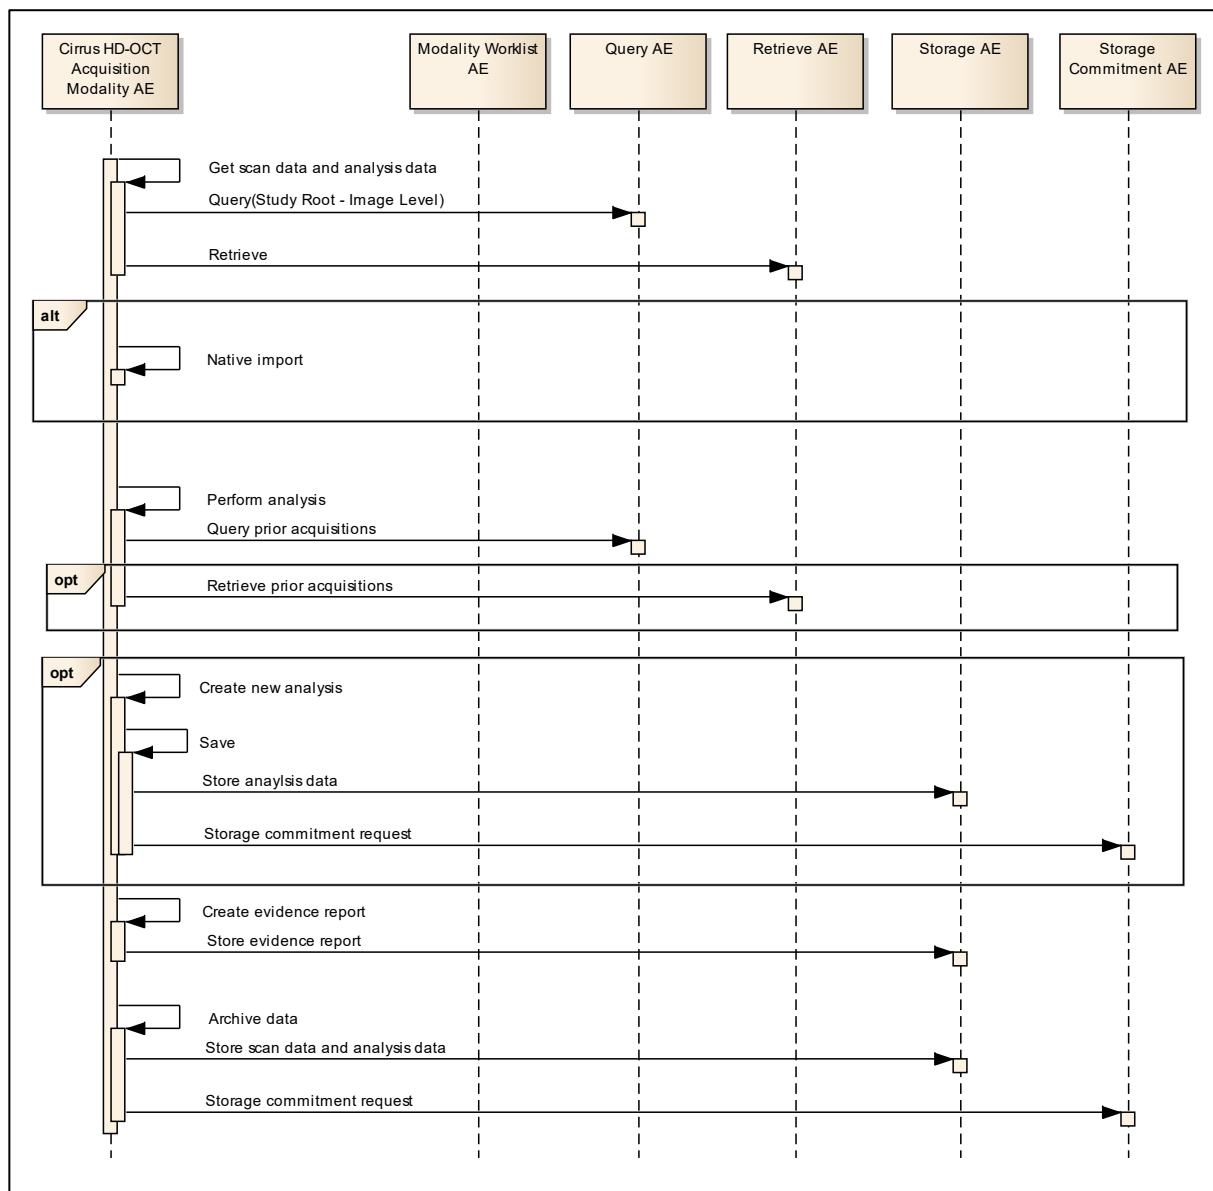 Cirrus HD-OCT
Acquisition
Modality AE
Modality Worklist
AE
Query AE
Retrieve AE
Storage AE
Storage
Commitment AE
Get scan data and analysis data
Query(Study Root - Image Level)
Retrieve
alt
Native import
Perform analysis
Query prior acquisitions
opt
Retrieve prior acquisitions
opt
Create new analysis
Save
Store anaylsis data
Storage commitment request
Create evidence report
Store evidence report
Archive data
Store scan data and analysis data
Storage commitment request